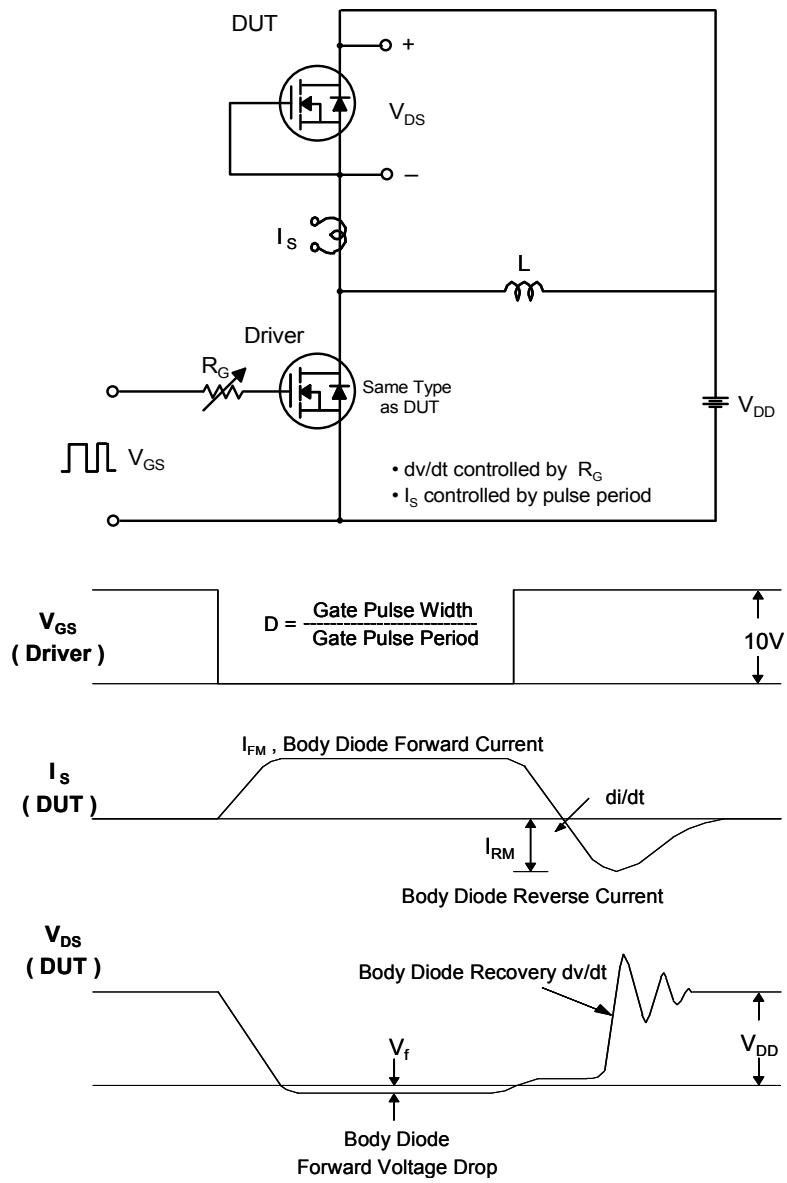 DUT
+
V_DS
–
I_S
L
Driver
R_G
Same Type
as DUT
V_DD
V_GS
• dv/dt controlled by R_G
• I_S controlled by pulse period
V_GS
( Driver )
D = Gate Pulse Width
--------------------------
Gate Pulse Period
10V
I_FM , Body Diode Forward Current
I_S
( DUT )
di/dt
I_RM
Body Diode Reverse Current
V_DS
( DUT )
Body Diode Recovery dv/dt
V_f
V_DD
Body Diode
Forward Voltage Drop